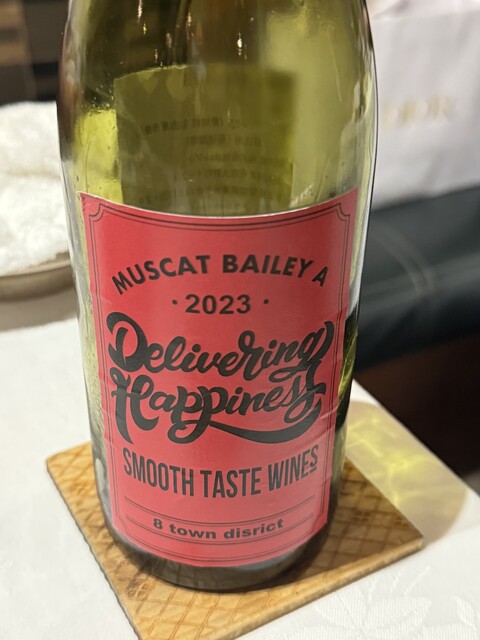 MUSCAT BAILEY A
· 2023 ·
Delivering
Happiness
SMOOTH TASTE WINES
8 town disrict